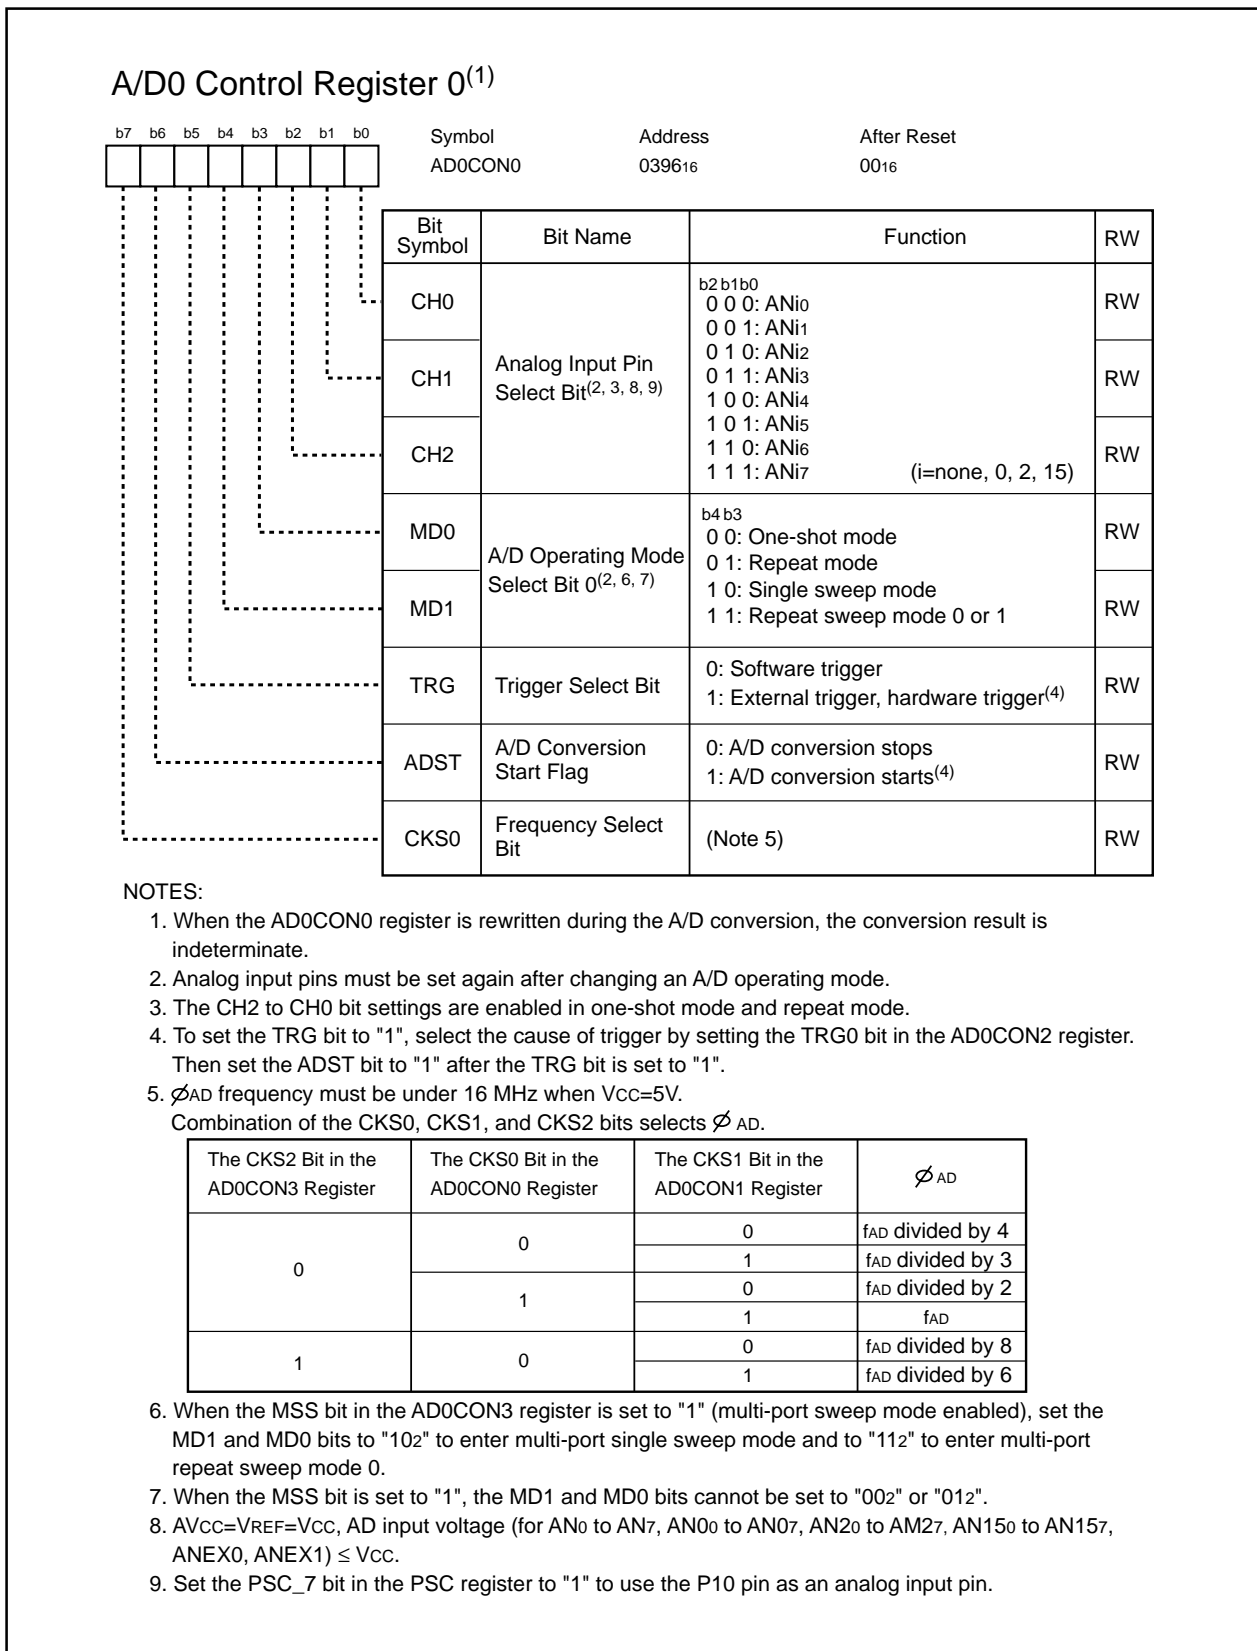 A/D0 Control Register 0(1)
b7 b6 b5 b4 b3 b2 b1 b0
Symbol Address After Reset
AD0CON0 039616 0016
Bit Symbol Bit Name Function RW
CH0 RW
CH1 RW
CH2 RW
Analog Input Pin
Select Bit(2, 3, 8, 9)
b2 b1 b0
0 0 0: ANi0
0 0 1: ANi1
0 1 0: ANi2
0 1 1: ANi3
1 0 0: ANi4
1 0 1: ANi5
1 1 0: ANi6
1 1 1: ANi7 (i=none, 0, 2, 15)
MD0 RW
MD1 RW
A/D Operating Mode
Select Bit 0(2, 6, 7)
b4 b3
0 0: One-shot mode
0 1: Repeat mode
1 0: Single sweep mode
1 1: Repeat sweep mode 0 or 1
TRG Trigger Select Bit
0: Software trigger
1: External trigger, hardware trigger(4)
RW
ADST
A/D Conversion
Start Flag
0: A/D conversion stops
1: A/D conversion starts(4)
RW
CKS0
Frequency Select
Bit
(Note 5) RW
NOTES:
1. When the AD0CON0 register is rewritten during the A/D conversion, the conversion result is
indeterminate.
2. Analog input pins must be set again after changing an A/D operating mode.
3. The CH2 to CH0 bit settings are enabled in one-shot mode and repeat mode.
4. To set the TRG bit to "1", select the cause of trigger by setting the TRG0 bit in the AD0CON2 register.
Then set the ADST bit to "1" after the TRG bit is set to "1".
5. ØAD frequency must be under 16 MHz when VCC=5V.
Combination of the CKS0, CKS1, and CKS2 bits selects Ø AD.
The CKS2 Bit in the
AD0CON3 Register
The CKS0 Bit in the
AD0CON0 Register
The CKS1 Bit in the
AD0CON1 Register
Ø AD
0 0 0 fAD divided by 4
1 fAD divided by 3
1 0 fAD divided by 2
1 fAD
1 0 0 fAD divided by 8
1 fAD divided by 6
6. When the MSS bit in the AD0CON3 register is set to "1" (multi-port sweep mode enabled), set the
MD1 and MD0 bits to "102" to enter multi-port single sweep mode and to "112" to enter multi-port
repeat sweep mode 0.
7. When the MSS bit is set to "1", the MD1 and MD0 bits cannot be set to "002" or "012".
8. AVCC=VREF=VCC, AD input voltage (for AN0 to AN7, AN00 to AN07, AN20 to AM27, AN150 to AN157,
ANEX0, ANEX1) ≤ VCC.
9. Set the PSC_7 bit in the PSC register to "1" to use the P10 pin as an analog input pin.